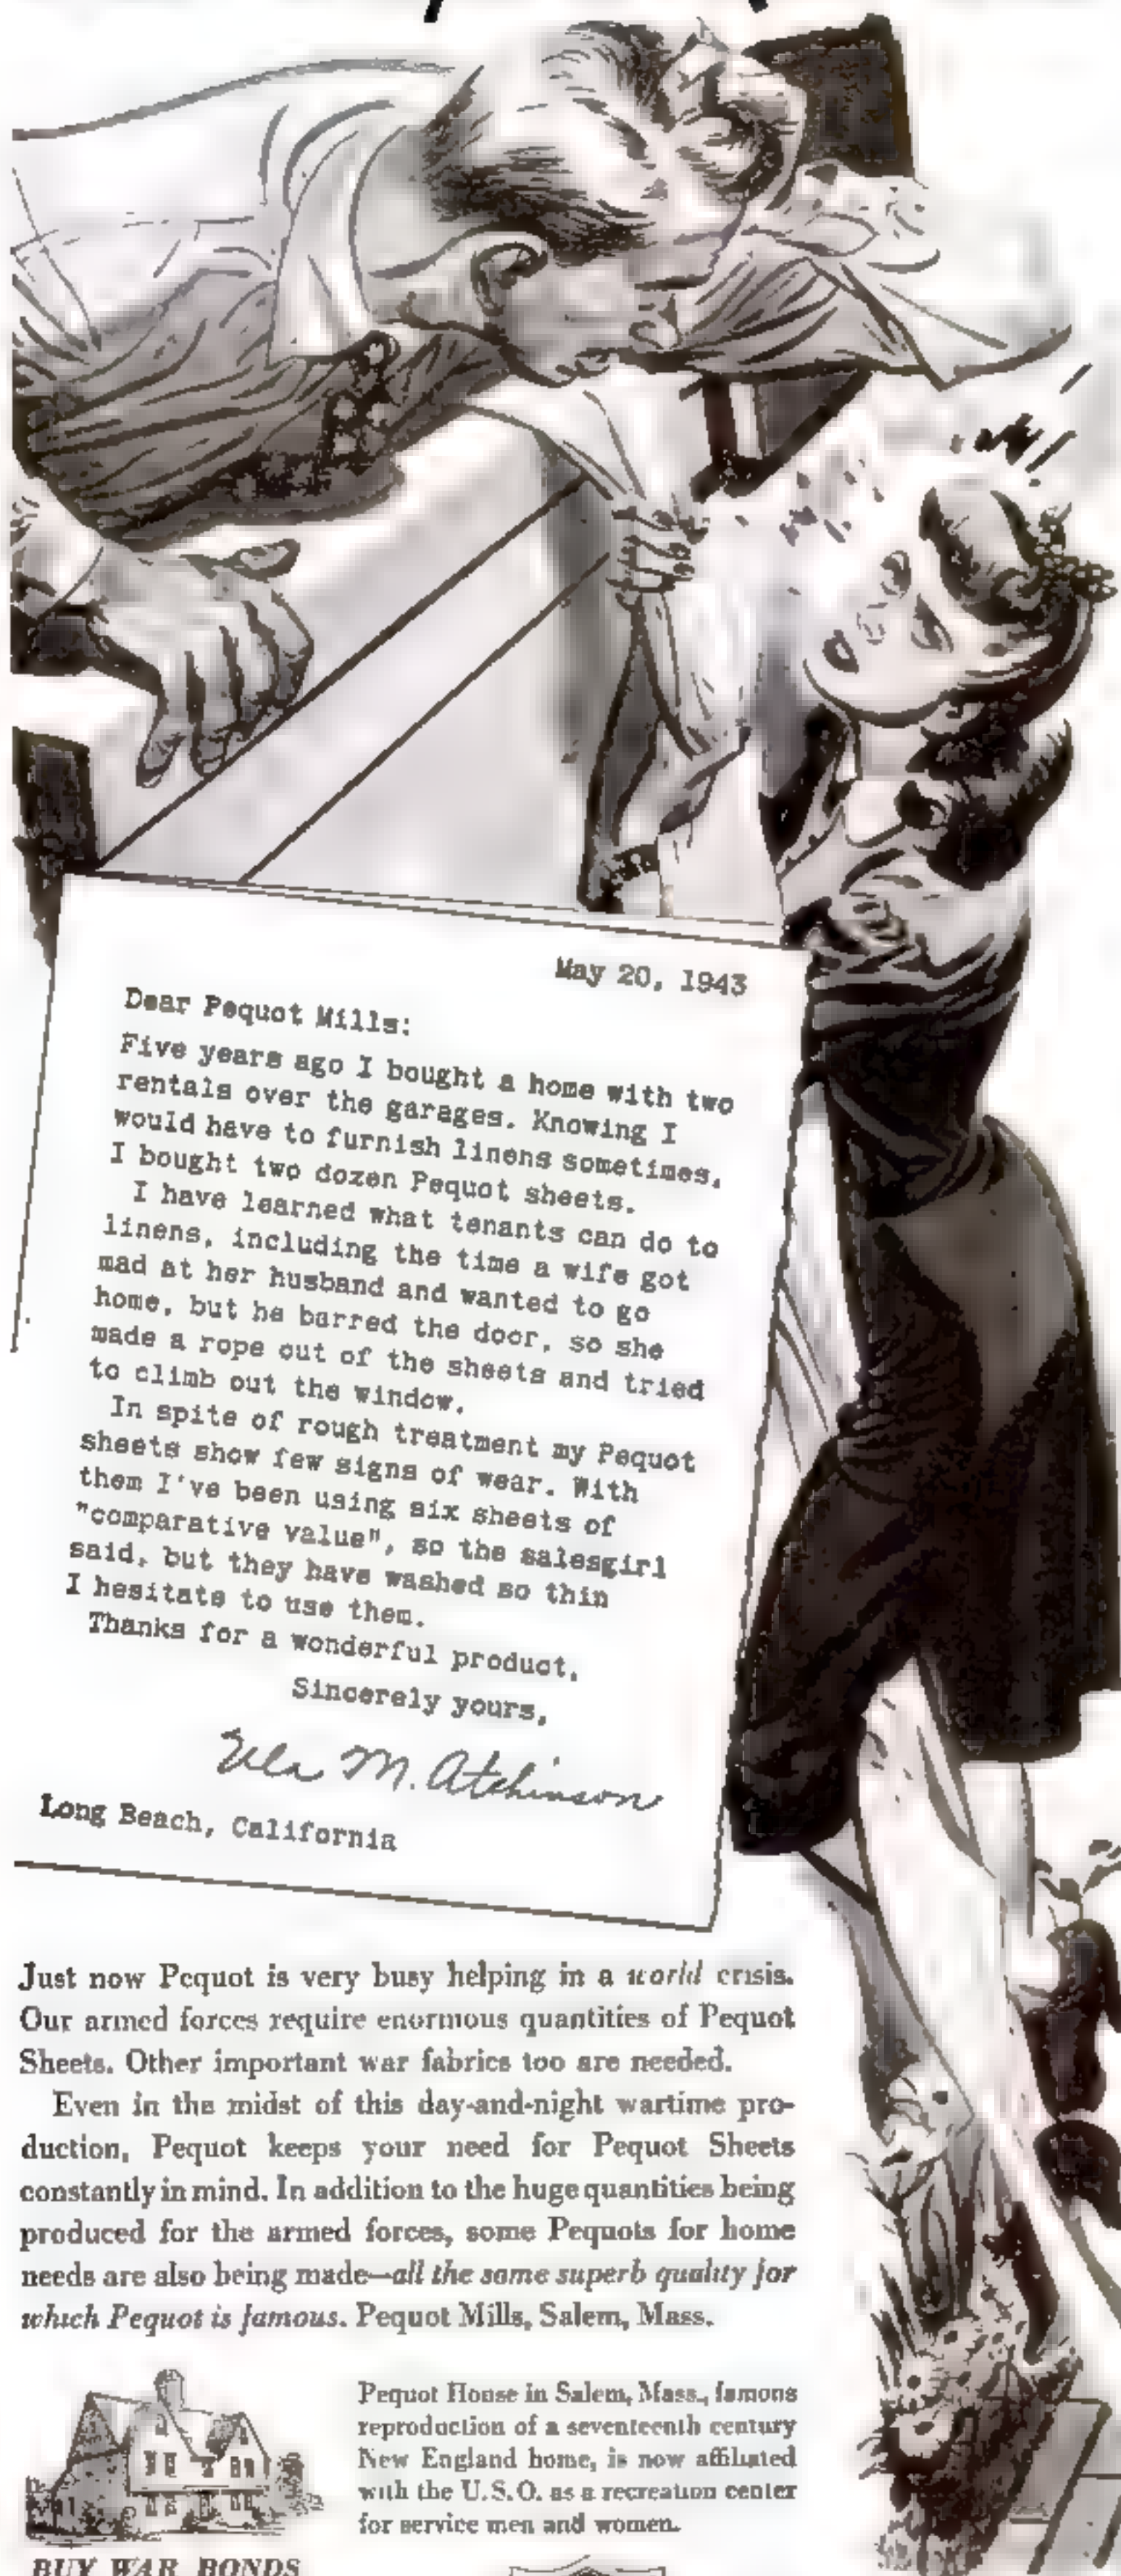 May 20, 1943
Dear Pequot Mills:
Five years ago I bought a home with two
rentals over the garages. Knowing I
would have to furnish linens sometimes,
I bought two dozen Pequot sheets.
I have learned what tenants can do to
linens, including the time a wife got
mad at her husband and wanted to go
home, but he barred the door, so she
made a rope out of the sheets and tried
to climb out the window.
In spite of rough treatment my Pequot
sheets show few signs of wear. With
them I've been using six sheets of
"comparative value", so the salesgirl
said, but they have washed so thin
I hesitate to use them.
Thanks for a wonderful product.
Sincerely yours,
M. Atchinson
Long Beach, California
Just now Pequot is very busy helping in a world crisis.
Our armed forces require enormous quantities of Pequot
Sheets. Other important war fabrics too are needed.
Even in the midst of this day-and-night wartime pro-
duction, Pequot keeps your need for Pequot Sheets
constantly in mind. In addition to the huge quantities being
produced for the armed forces, some Pequots for home
needs are also being made—all the same superb quality for
which Pequot is famous. Pequot Mills, Salem, Mass.
Pequot House in Salem, Mass., famous
reproduction of a seventeenth century
New England home, is now affiliated
with the U.S.O. as a recreation center
for service men and women.
BUY WAR BONDS